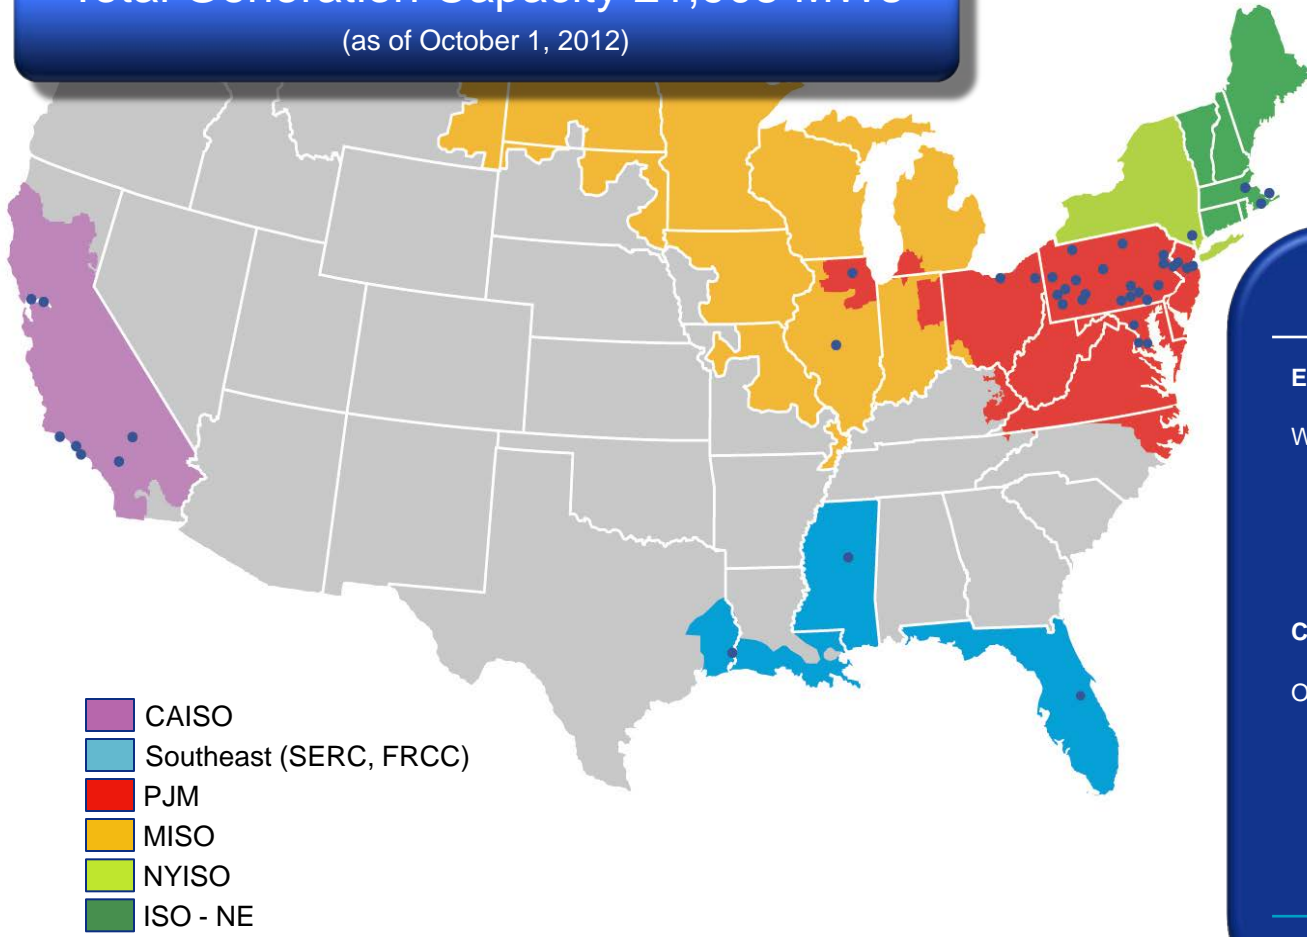 (as of October 1, 2012)
E
W
C
O
CAISO
Southeast (SERC, FRCC)
PJM
MISO
NYISO
ISO - NE